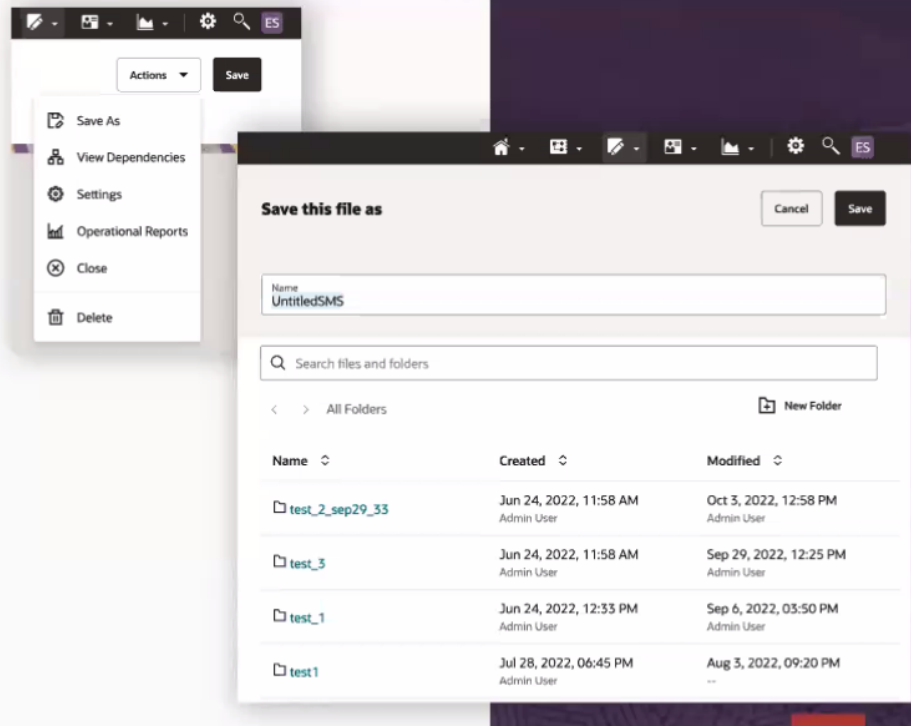 ES
Actions
Save
Save As
View Dependencies
Settings
Operational Reports
Close
Delete
ES
Save this file as
Cancel
Save
Name
UntitledSMS
Search files and folders
All Folders
New Folder
Name
Created
Modified
test_2_sep29_33
Jun 24, 2022, 11:58 AM
Admin User
Oct 3, 2022, 12:58 PM
Admin User
test_3
Jun 24, 2022, 11:58 AM
Admin User
Sep 29, 2022, 12:25 PM
Admin User
test_1
Jun 24, 2022, 12:33 PM
Admin User
Sep 6, 2022, 03:50 PM
Admin User
test1
Jul 28, 2022, 06:45 PM
Admin User
Aug 3, 2022, 09:20 PM
--